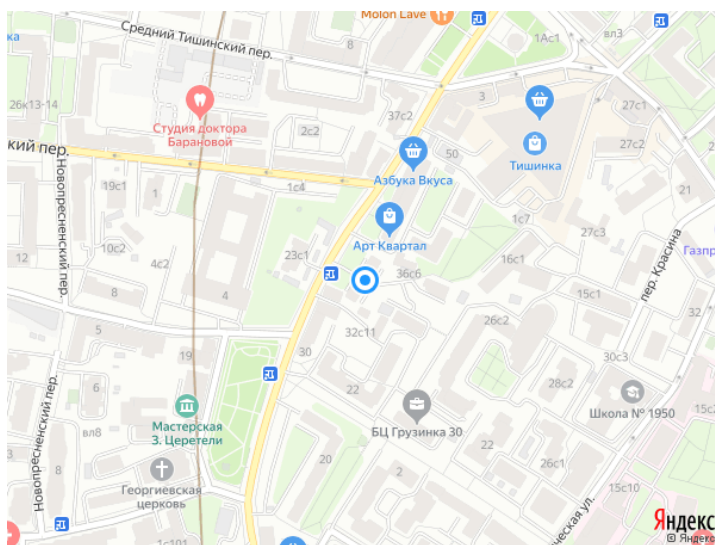 Molon Lave
Средний Тишинский пер.
8
1Ас1
вл3
ка
26к13-14
37с2
3
27с1
Студия доктора
Барановой
2с2
27с2
Тишинка
ский пер.
50
Азбука Вкуса
19с1
1
1с4
21
1с7
Арт Квартал
27с3
Новопресненский пер.
10с2
23с1
пер. Красина
Газпр
12
4с2
36с6
16с1
8
4
15с1
32
5
32с11
26с2
19
30
30с3
6
22
28с2
Школа № 1950
15с2
Новопресненский пер.
вл8
Мастерская
З. Церетели
БЦ Грузинка 30
22
8
20
2
26с1
Георгиевская
церковь
15с10
ческая ул.
1с101
Яндекс
© Яндекс